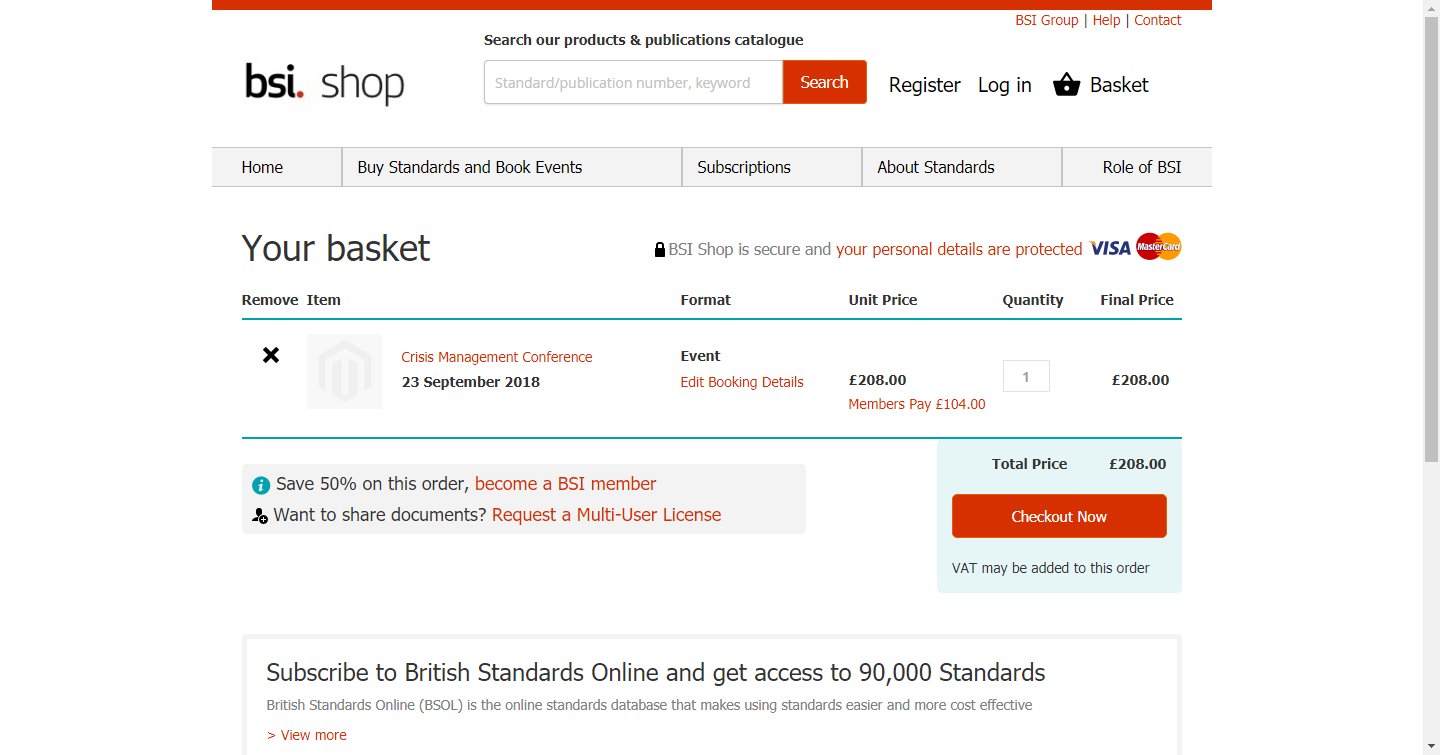 BSI Group | Help | Contact
Search our products & publications catalogue
bsi. shop
Standard/publication number, keyword
Search
Register
Log in
Basket
Home
Buy Standards and Book Events
Subscriptions
About Standards
Role of BSI
Your basket
BSI Shop is secure and your personal details are protected VISA MasterCard
Remove Item Format Unit Price Quantity Final Price
Crisis Management Conference
23 September 2018
Event
Edit Booking Details
£208.00
Members Pay £104.00
1
£208.00
Total Price £208.00
Save 50% on this order, become a BSI member
Want to share documents? Request a Multi-User License
Checkout Now
VAT may be added to this order
Subscribe to British Standards Online and get access to 90,000 Standards
British Standards Online (BSOL) is the online standards database that makes using standards easier and more cost effective
> View more